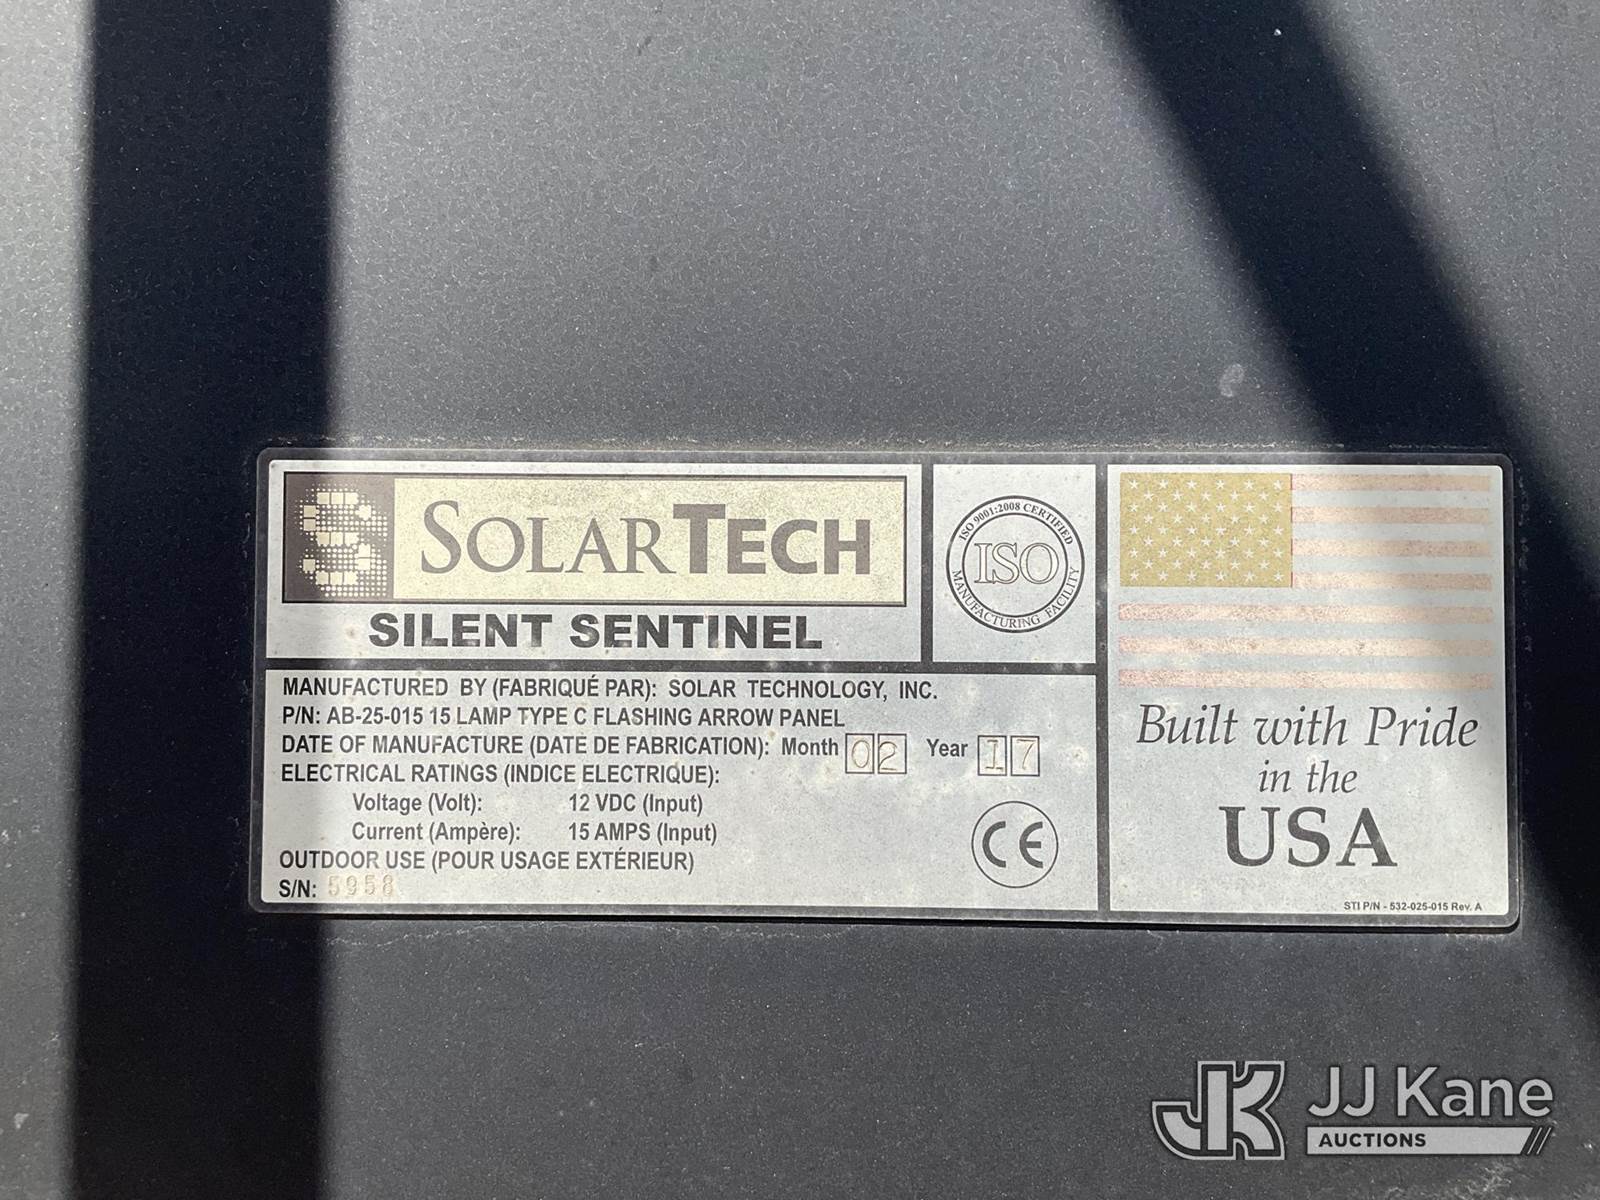 SOLARTECH
SILENT SENTINEL
ISO 9001:2008 CERTIFIED
ISO
MANUFACTURING FACILITY
MANUFACTURED BY (FABRIQUÉ PAR): SOLAR TECHNOLOGY, INC.
P/N: AB-25-015 15 LAMP TYPE C FLASHING ARROW PANEL
DATE OF MANUFACTURE (DATE DE FABRICATION): Month 02 Year 17
ELECTRICAL RATINGS (INDICE ELECTRIQUE):
Voltage (Volt): 12 VDC (Input)
Current (Ampère): 15 AMPS (Input)
OUTDOOR USE (POUR USAGE EXTÉRIEUR)
S/N: 5958
CE
Built with Pride
in the
USA
STI P/N - 532-025-015 Rev. A
JK JJ Kane
AUCTIONS